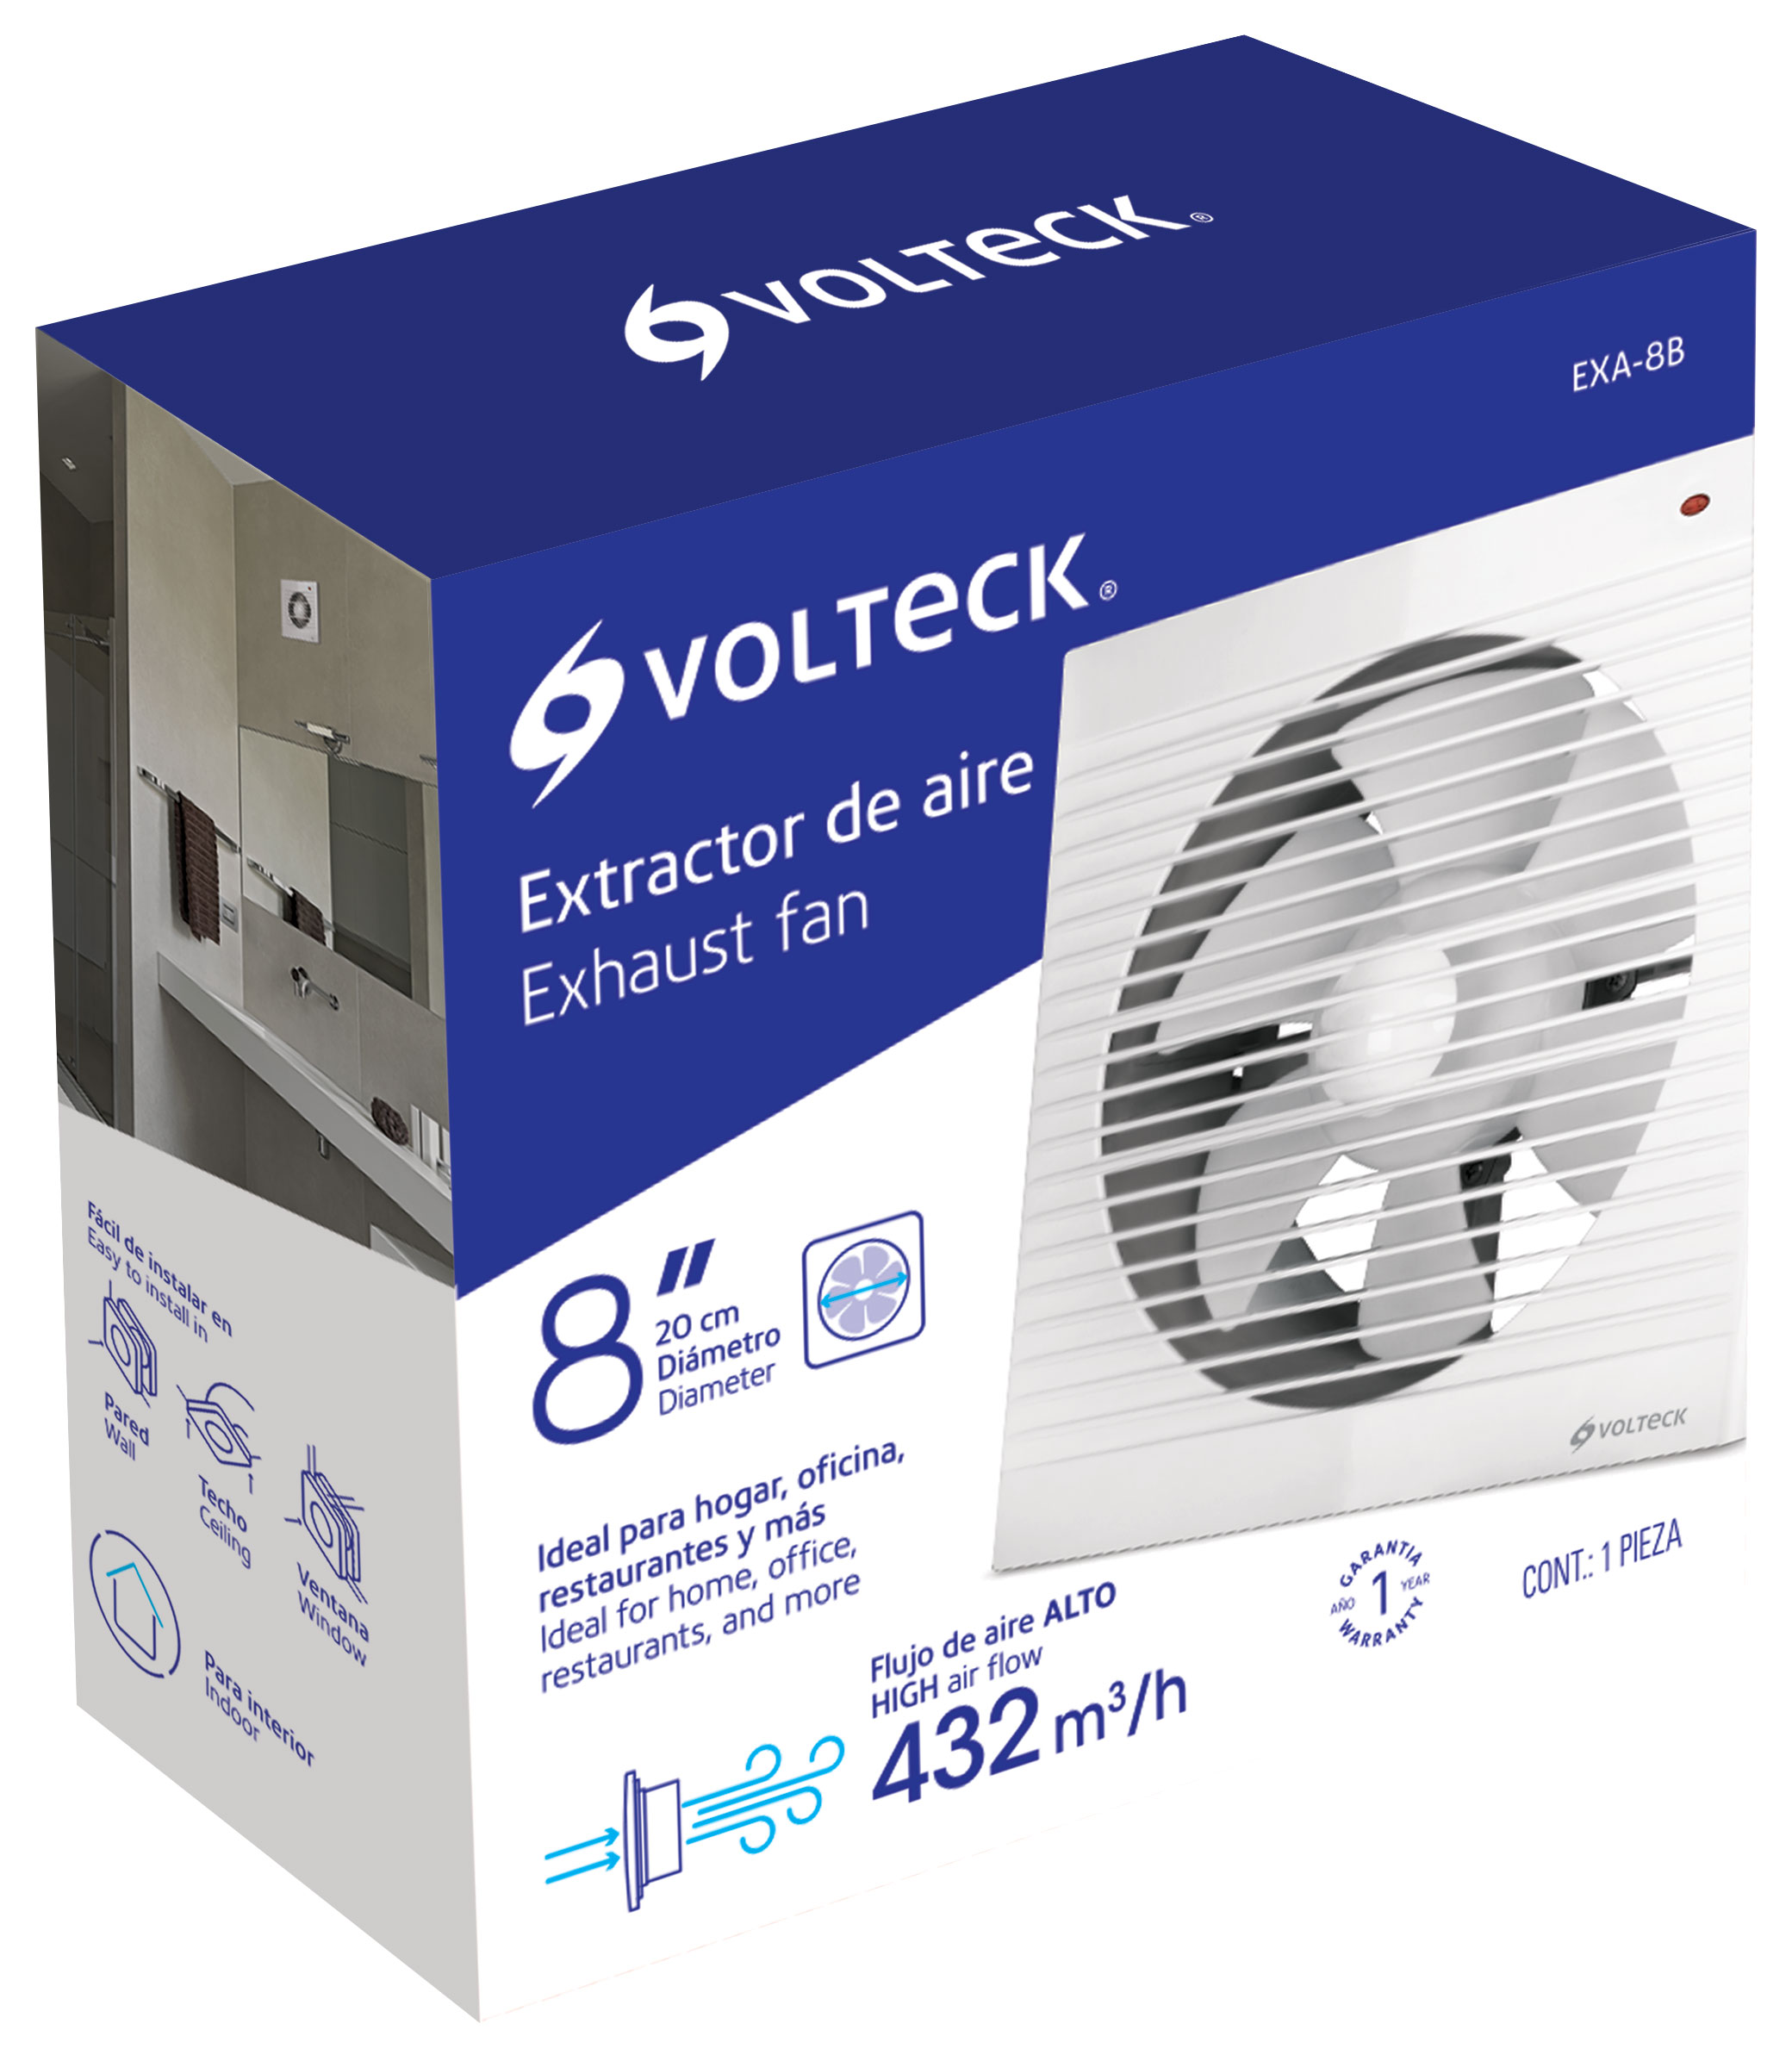 VOLTECK®
EXA-8B
VOLTECK®
Extractor de aire
Exhaust fan
8"
20 cm
Diámetro
Diameter
Ideal para hogar, oficina,
restaurantes y más
Ideal for home, office,
restaurants, and more
Flujo de aire ALTO
HIGH air flow
432 m³/h
VOLTECK
GARANTIA
1
AÑO
YEAR
WARRANTY
CONT.: 1 PIEZA
Fácil de instalar en
Easy to install in
Pared
Wall
Techo
Ceiling
Ventana
Window
Para interior
Indoor